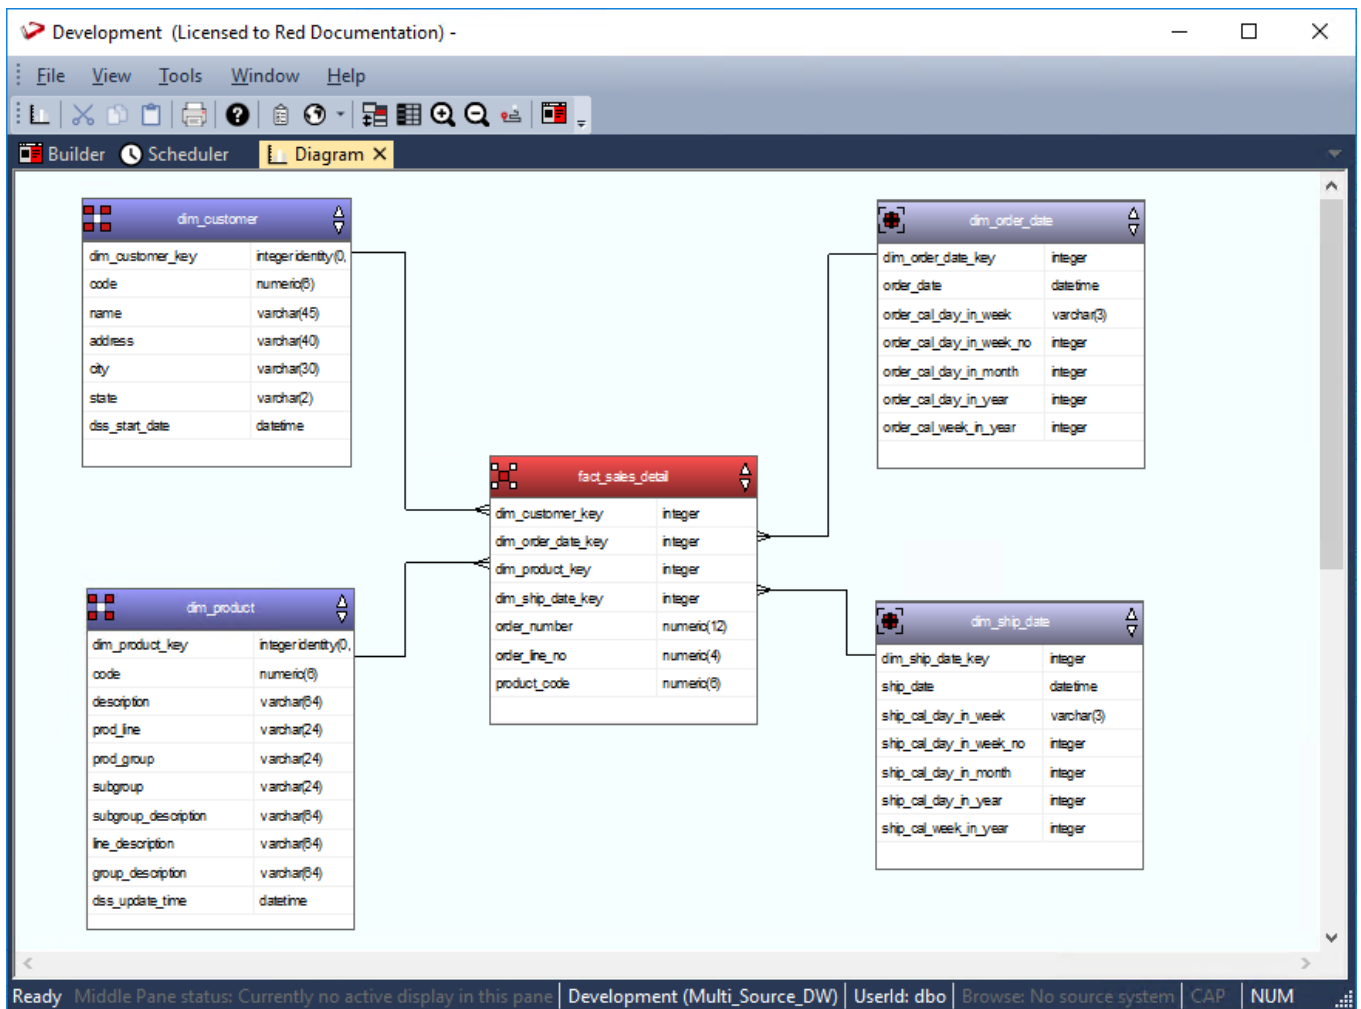 Development (Licensed to Red Documentation) -
File View Tools Window Help
Builder Scheduler Diagram
dim_customer
dim_customer_key integer identity(0,
code numeric(6)
name varchar(45)
address varchar(40)
city varchar(30)
state varchar(2)
dss_start_date datetime
dim_order_date
dim_order_date_key integer
order_date datetime
order_cal_day_in_week varchar(3)
order_cal_day_in_week_no integer
order_cal_day_in_month integer
order_cal_day_in_year integer
order_cal_week_in_year integer
fact_sales_detail
dim_customer_key integer
dim_order_date_key integer
dim_product_key integer
dim_ship_date_key integer
order_number numeric(12)
order_line_no numeric(4)
product_code numeric(6)
dim_product
dim_product_key integer identity(0,
code numeric(6)
description varchar(64)
prod_line varchar(24)
prod_group varchar(24)
subgroup varchar(24)
subgroup_description varchar(64)
line_description varchar(64)
group_description varchar(64)
dss_update_time datetime
dim_ship_date
dim_ship_date_key integer
ship_date datetime
ship_cal_day_in_week varchar(3)
ship_cal_day_in_week_no integer
ship_cal_day_in_month integer
ship_cal_day_in_year integer
ship_cal_week_in_year integer
Ready Middle Pane status: Currently no active display in this pane Development (Multi_Source_DW) UserId: dbo Browse: No source system CAP NUM